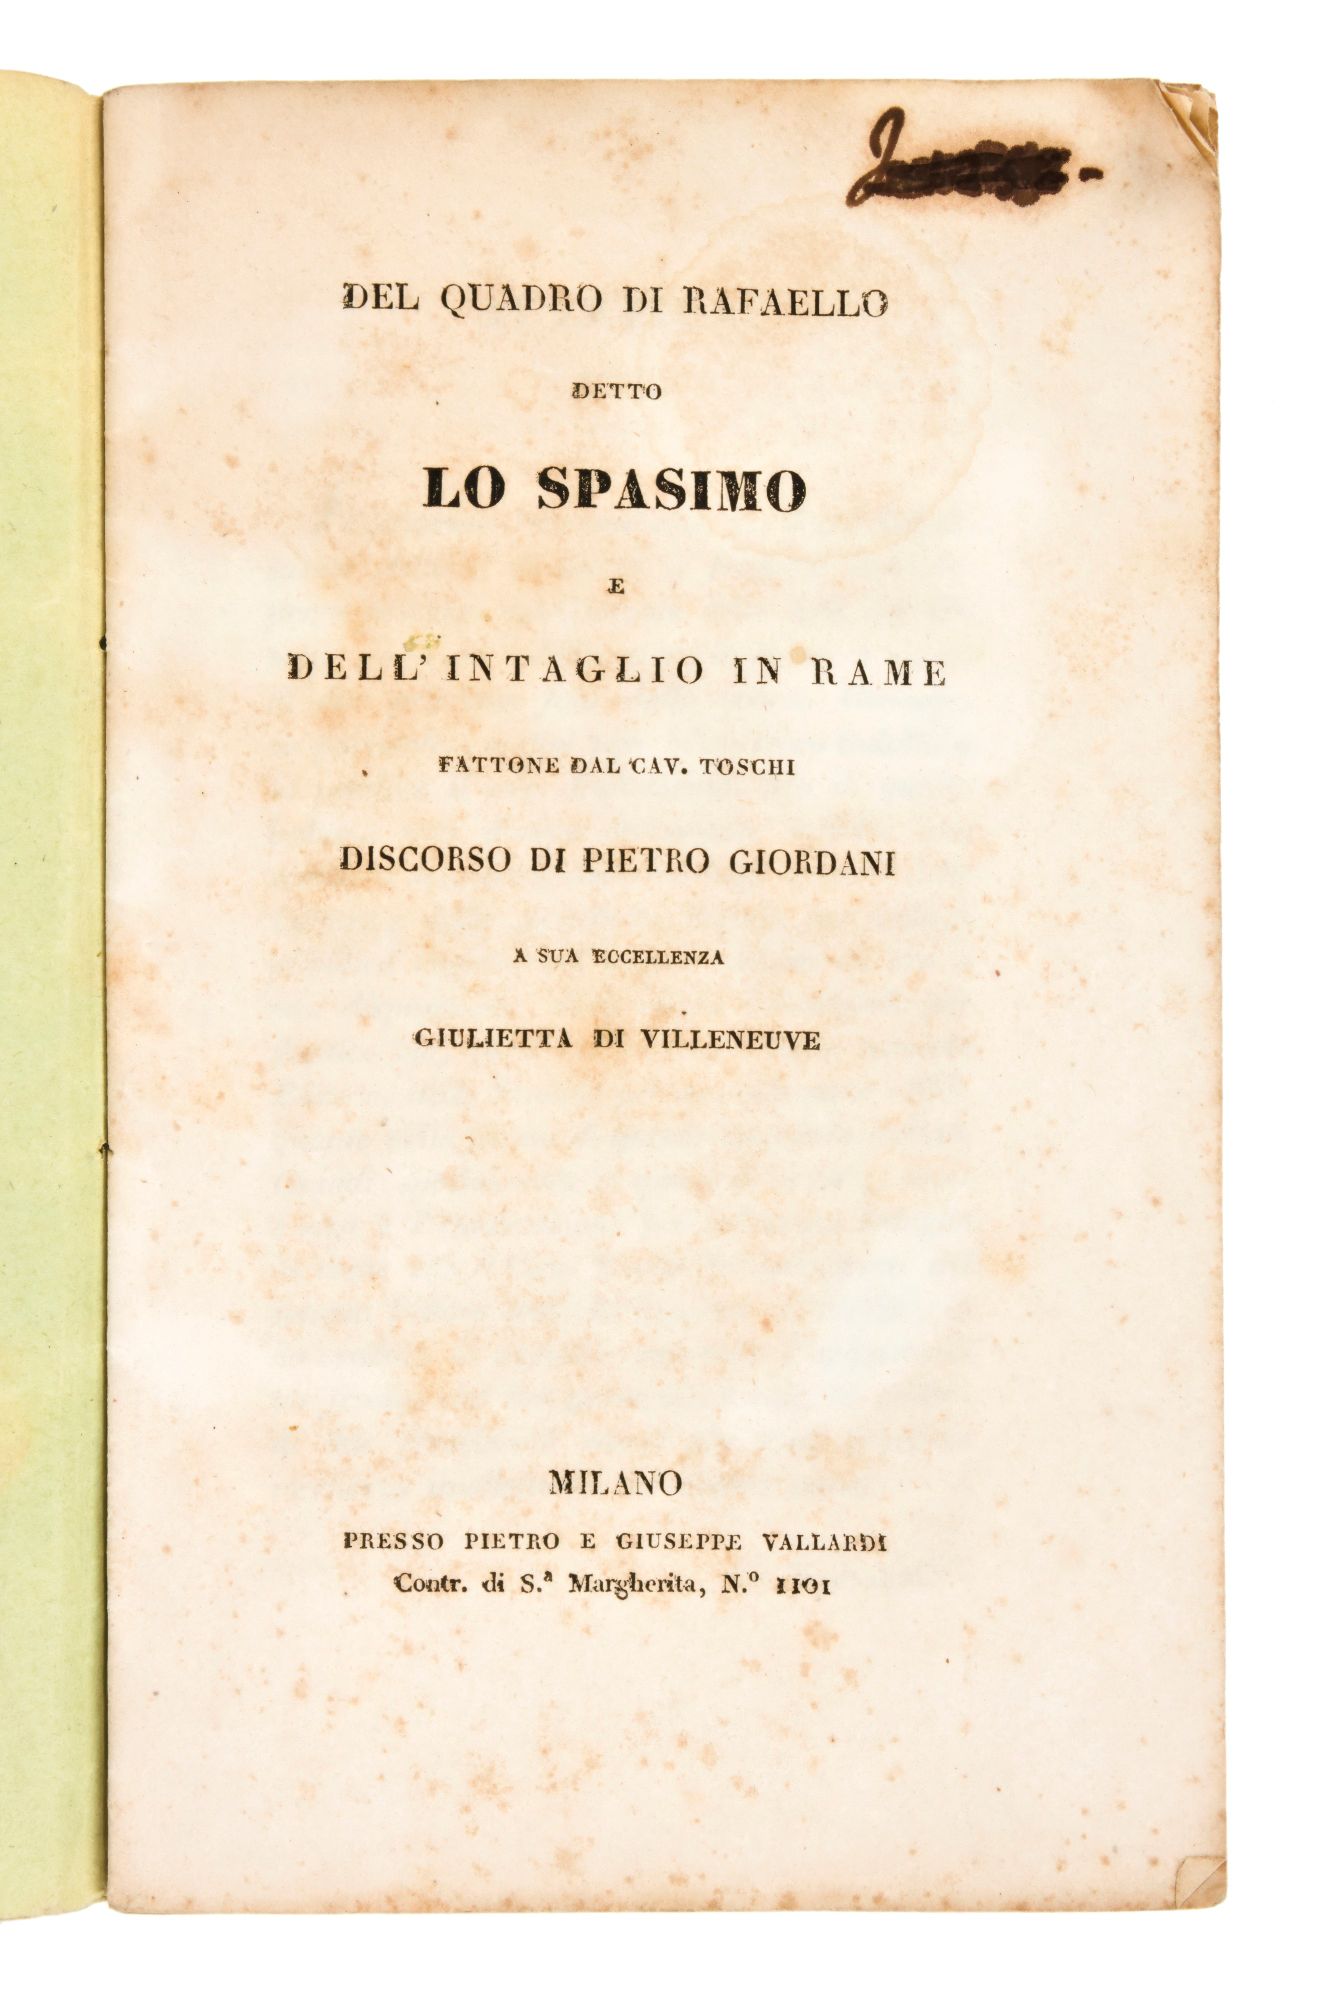 DEL QUADRO DI RAFAELLO
DETTO
LO SPASIMO
E
DELL' INTAGLIO IN RAME
FATTONE DAL CAV. TOSCHI
DISCORSO DI PIETRO GIORDANI
A SUA ECCELLENZA
GIULIETTA DI VILLENEUVE
MILANO
PRESSO PIETRO E GIUSEPPE VALLARDI
Contr. di S.ª Margherita, N.º 1101